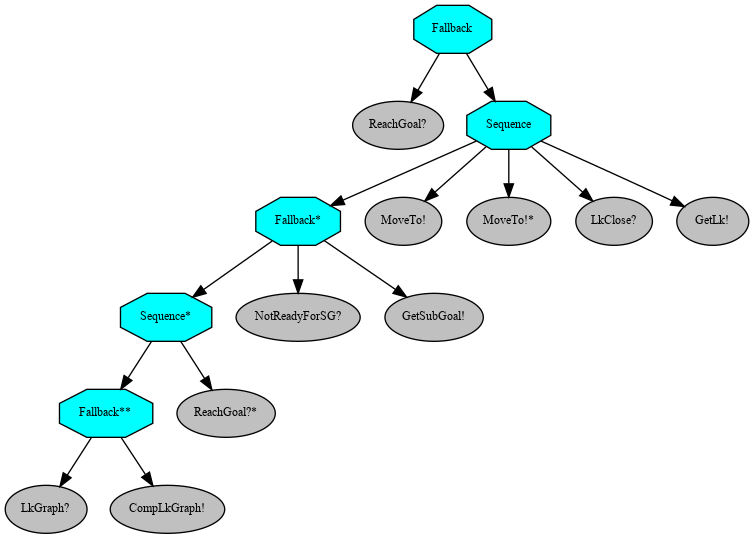 Fallback
ReachGoal?
Sequence
Fallback*
MoveTo!
MoveTo!*
LkClose?
GetLk!
Sequence*
NotReadyForSG?
GetSubGoal!
Fallback**
ReachGoal?*
LkGraph?
CompLkGraph!